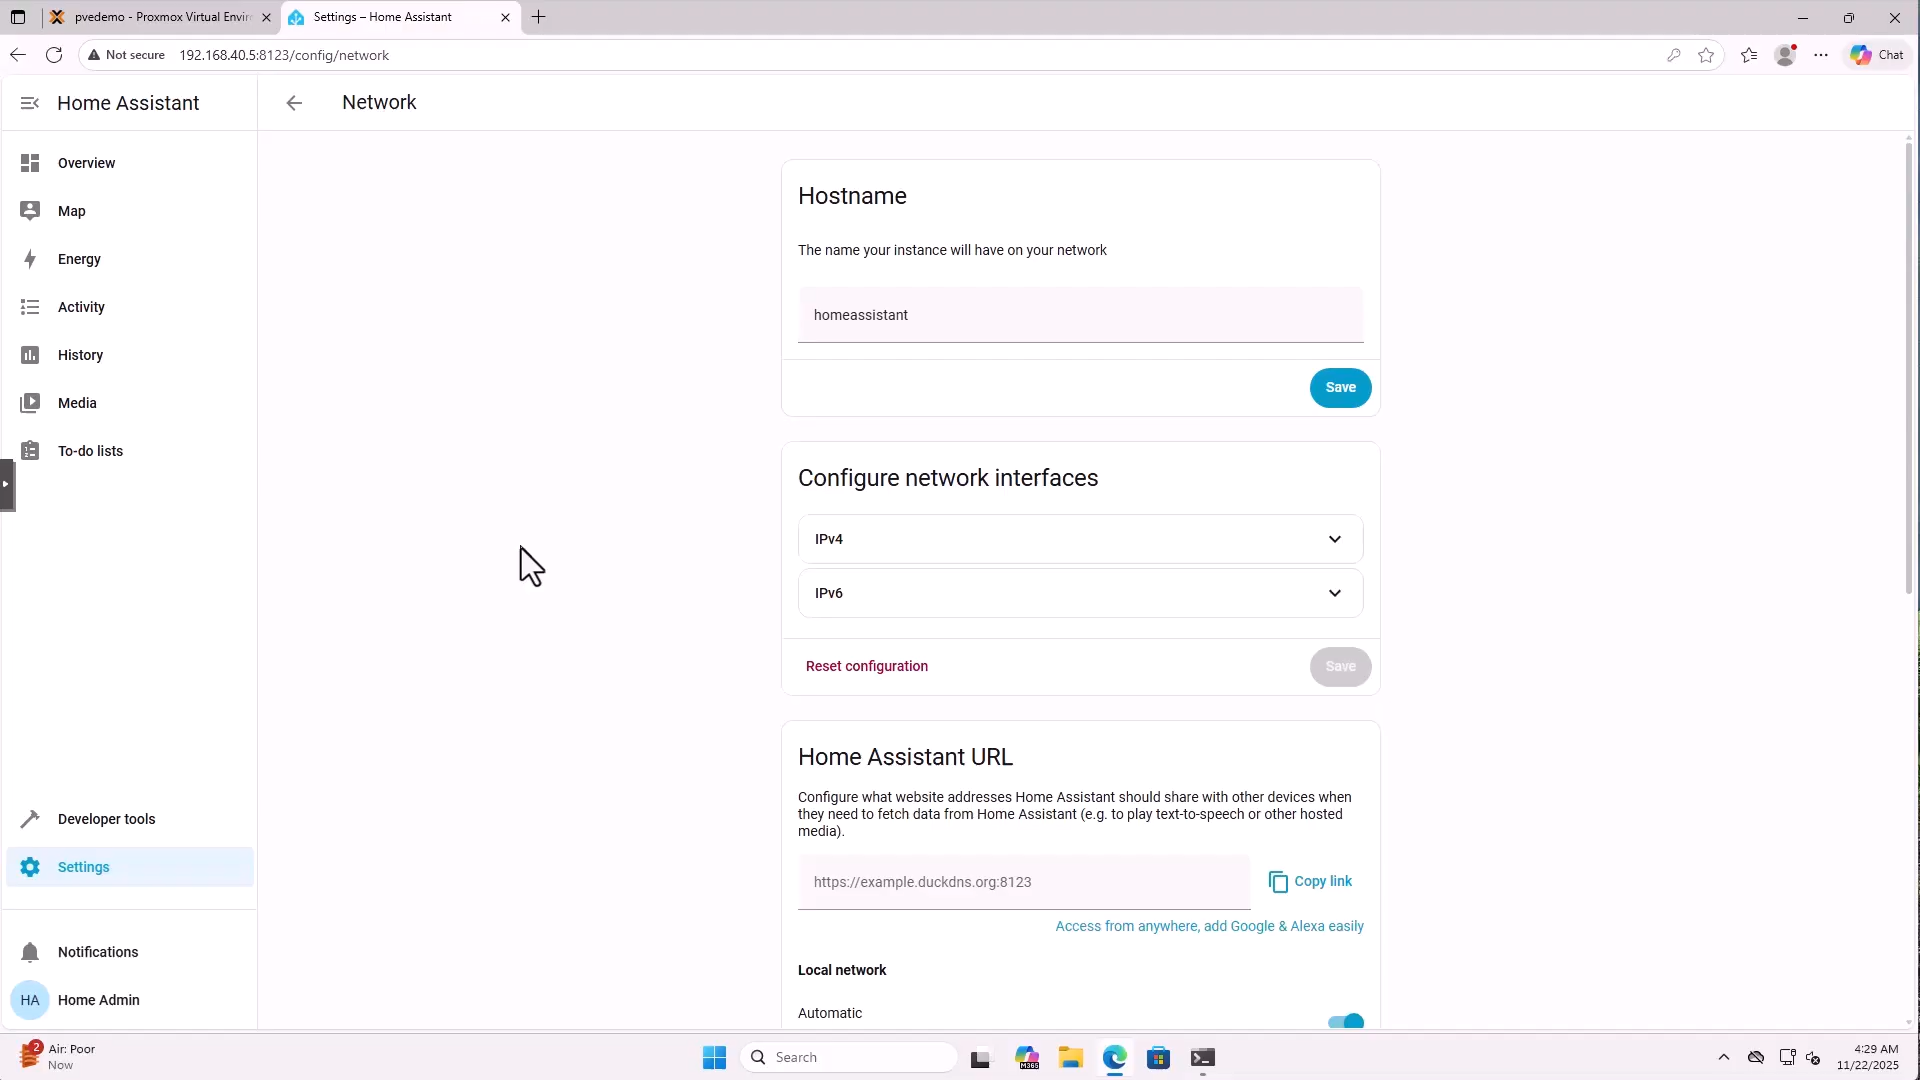 pvedemo - Proxmox Virtual Envir
Settings – Home Assistant
Not secure
192.168.40.5:8123/config/network
Chat
Home Assistant
Network
Overview
Map
Energy
Activity
History
Media
To-do lists
Developer tools
Settings
Notifications
HA
Home Admin
Hostname
The name your instance will have on your network
homeassistant
Save
Configure network interfaces
IPv4
IPv6
Reset configuration
Save
Home Assistant URL
Configure what website addresses Home Assistant should share with other devices when
they need to fetch data from Home Assistant (e.g. to play text-to-speech or other hosted
media).
https://example.duckdns.org:8123
Copy link
Access from anywhere, add Google & Alexa easily
Local network
Automatic
2
Air: Poor
Now
Search
M365
4:29 AM
11/22/2025